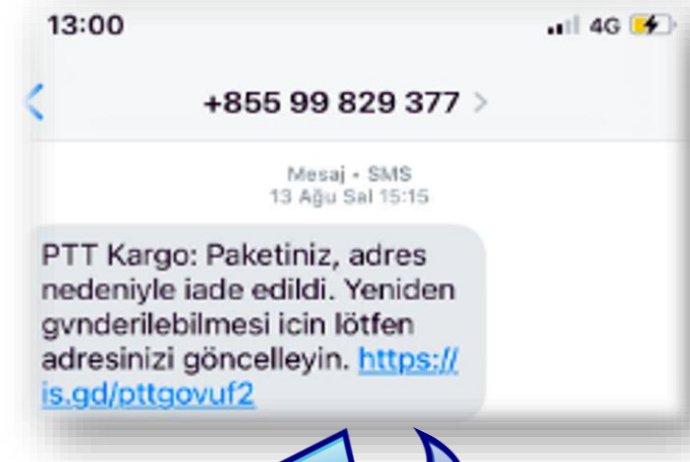 13:00
4G
+855 99 829 377 >
Mesaj • SMS
13 Ağu Sal 15:15
PTT Kargo: Paketiniz, adres
nedeniyle iade edildi. Yeniden
gvnderilebilmesi icin lötfen
adresinizi göncelleyin. https://
is.gd/pttgovuf2